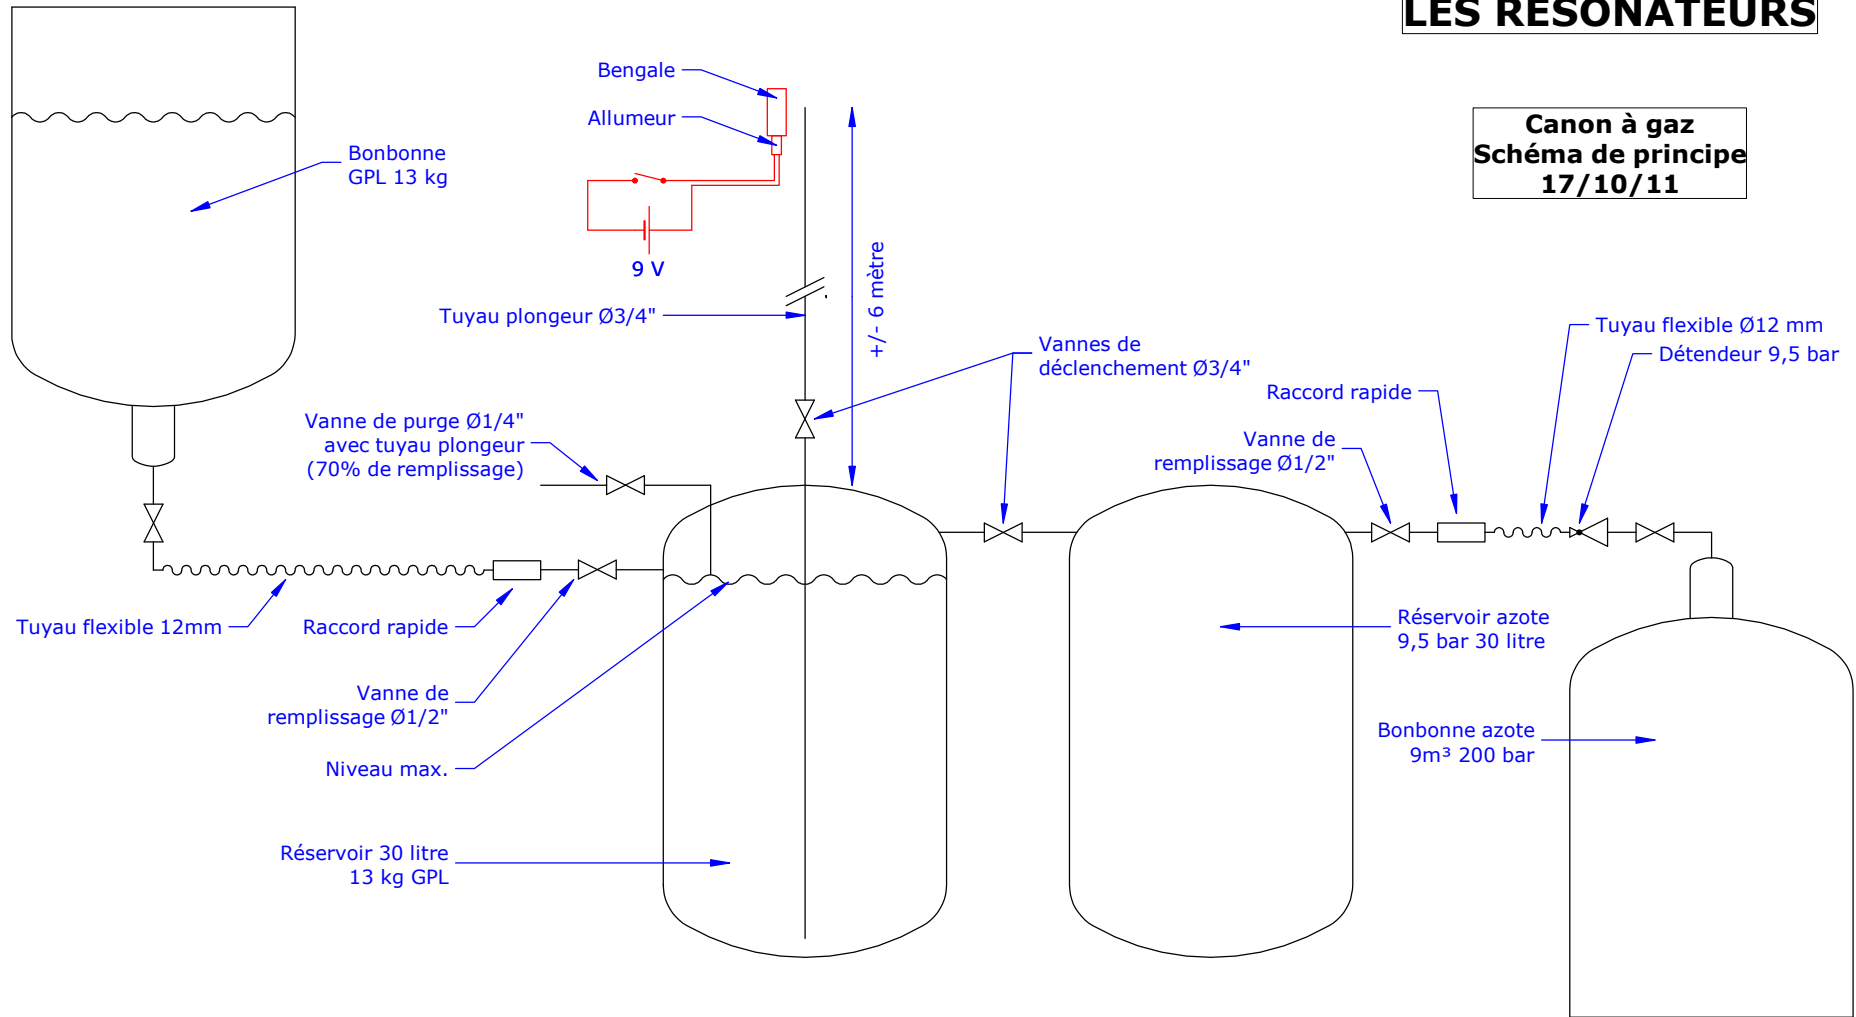 LES RESONATEURS
Canon à gaz
Schéma de principe
17/10/11
Bengale
Allumeur
Bonbonne
GPL 13 kg
9 V
+/- 6 mètre
Tuyau plongeur Ø3/4"
Vannes de
déclenchement Ø3/4"
Tuyau flexible Ø12 mm
Détendeur 9,5 bar
Raccord rapide
Vanne de
remplissage Ø1/2"
Vanne de purge Ø1/4"
avec tuyau plongeur
(70% de remplissage)
Tuyau flexible 12mm
Raccord rapide
Vanne de
remplissage Ø1/2"
Niveau max.
Réservoir 30 litre
13 kg GPL
Réservoir azote
9,5 bar 30 litre
Bonbonne azote
9m³ 200 bar